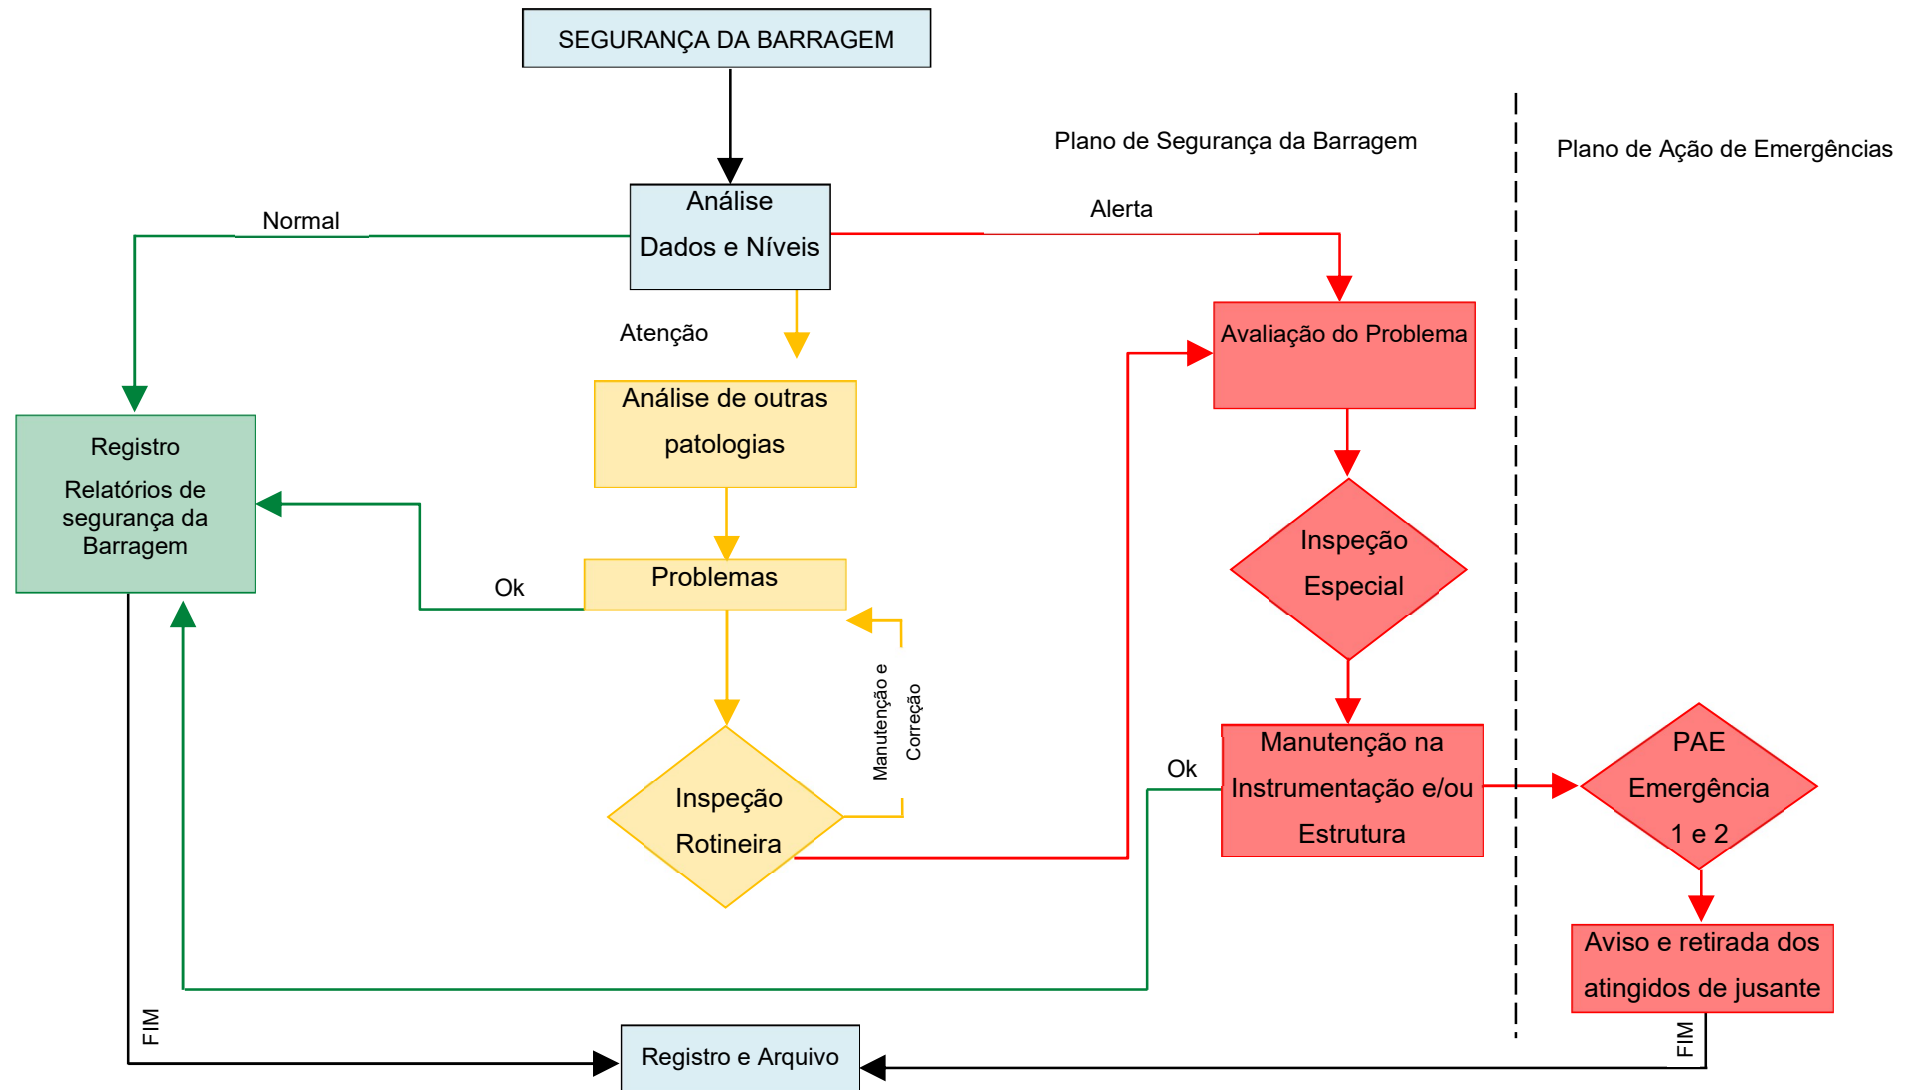 SEGURANÇA DA BARRAGEM
Plano de Segurança da Barragem
Plano de Ação de Emergências
Análise
Dados e Níveis
Normal
Alerta
Atenção
Avaliação do Problema
Análise de outras
patologias
Registro
Relatórios de
segurança da
Barragem
Ok
Problemas
Inspeção
Especial
Manutenção e
Correção
Inspeção
Rotineira
Ok
Manutenção na
Instrumentação e/ou
Estrutura
PAE
Emergência
1 e 2
Aviso e retirada dos
atingidos de jusante
FIM
Registro e Arquivo
FIM